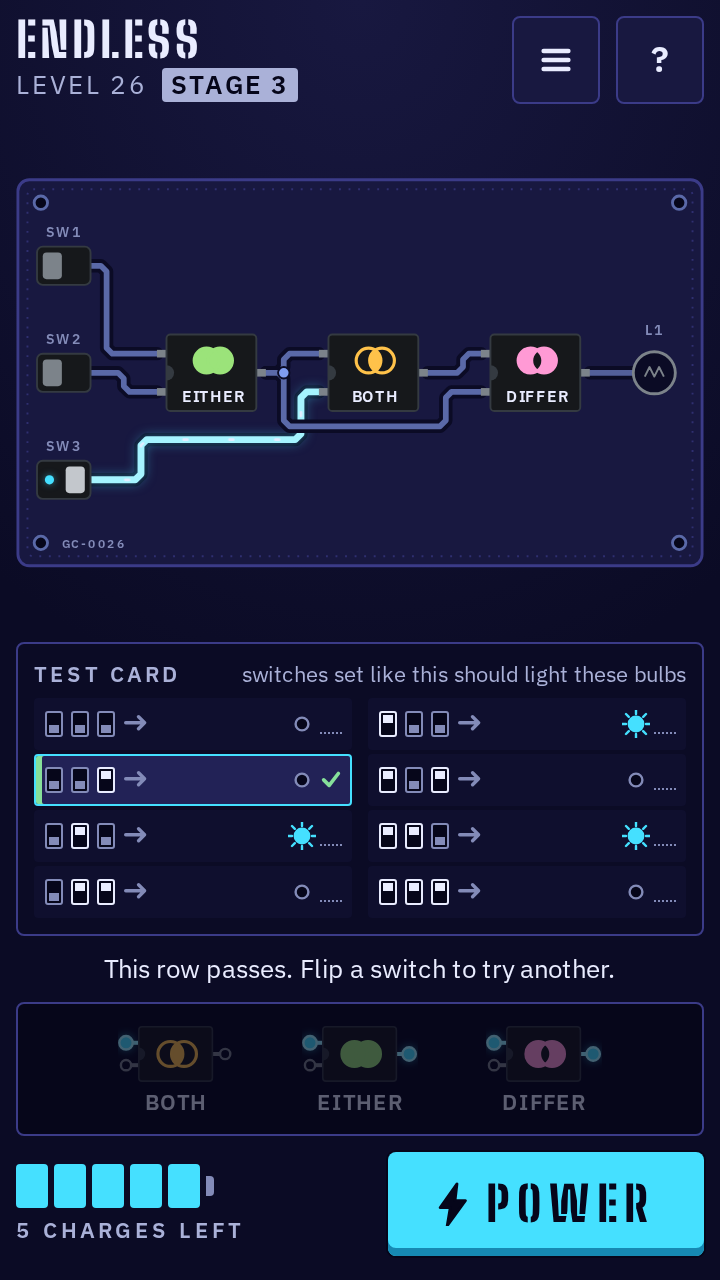 ENDLESS
LEVEL 26 STAGE 3
?
SW1
SW2
L1
EITHER
BOTH
DIFFER
SW3
GC-0026
TEST CARD switches set like this should light these bulbs
This row passes. Flip a switch to try another.
BOTH
EITHER
DIFFER
5 CHARGES LEFT
POWER